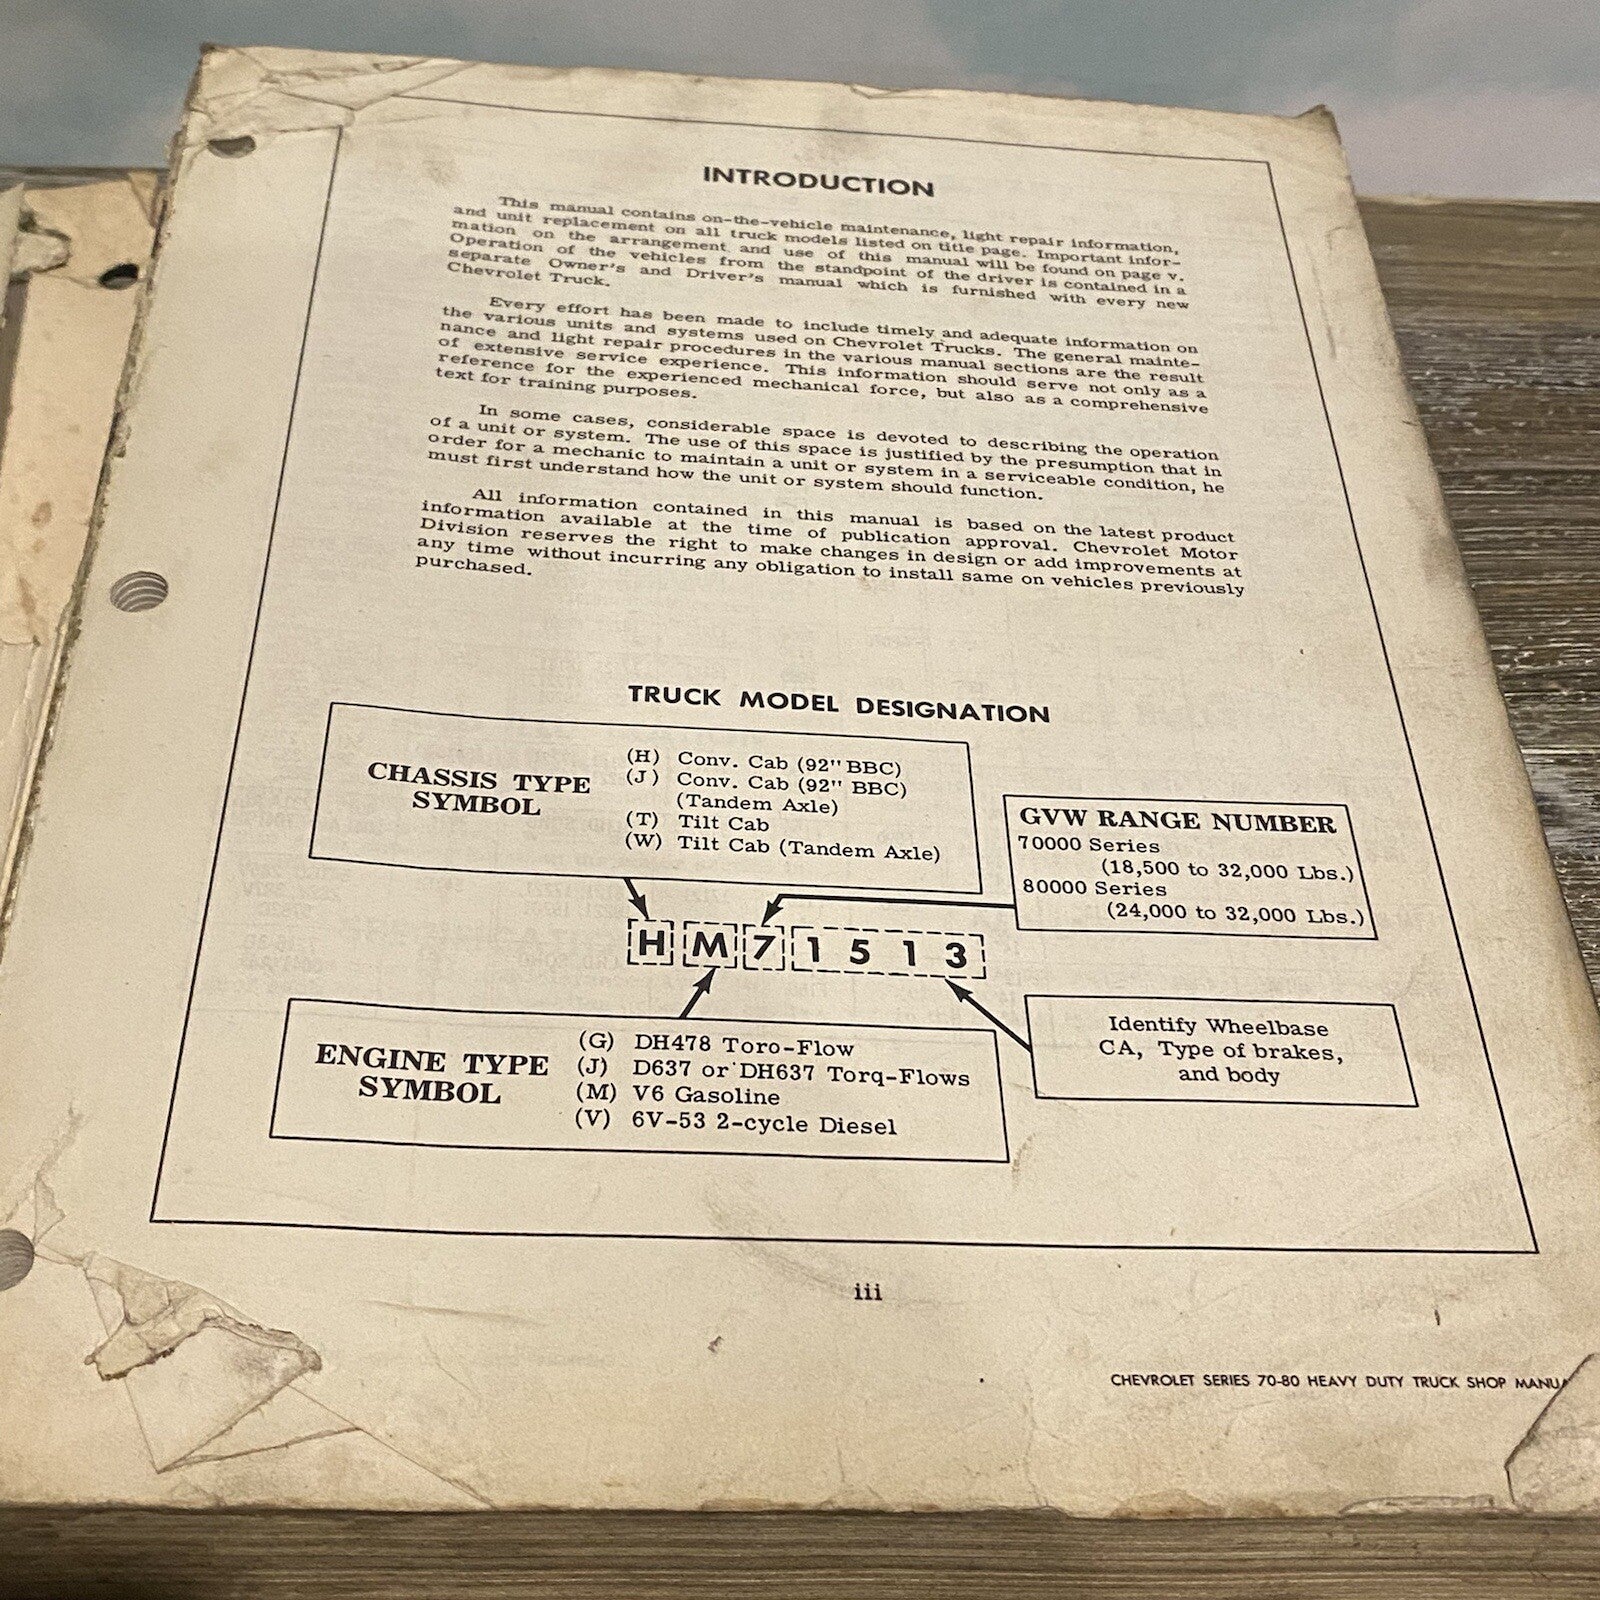 INTRODUCTION
This manual contains on-the-vehicle maintenance, light repair information,
and unit replacement on all truck models listed on title page. Important infor-
mation on the arrangement and use of this manual will be found on page v.
Operation of the vehicles from the standpoint of the driver is contained in a
separate Owner's and Driver's manual which is furnished with every new
Chevrolet Truck.
Every effort has been made to include timely and adequate information on
the various units and systems used on Chevrolet Trucks. The general mainte-
nance and light repair procedures in the various manual sections are the result
of extensive service experience. This information should serve not only as a
reference for the experienced mechanical force, but also as a comprehensive
text for training purposes.
In some cases, considerable space is devoted to describing the operation
of a unit or system. The use of this space is justified by the presumption that in
order for a mechanic to maintain a unit or system in a serviceable condition, he
must first understand how the unit or system should function.
All information contained in this manual is based on the latest product
information available at the time of publication approval. Chevrolet Motor
Division reserves the right to make changes in design or add improvements at
any time without incurring any obligation to install same on vehicles previously
purchased.
TRUCK MODEL DESIGNATION
CHASSIS TYPE
SYMBOL
(H) Conv. Cab (92" BBC)
(J) Conv. Cab (92" BBC)
(Tandem Axle)
(T) Tilt Cab
(W) Tilt Cab (Tandem Axle)
GVW RANGE NUMBER
70000 Series
(18,500 to 32,000 Lbs.)
80000 Series
(24,000 to 32,000 Lbs.)
H M 7 1 5 1 3
ENGINE TYPE
SYMBOL
(G) DH478 Toro-Flow
(J) D637 or DH637 Torq-Flows
(M) V6 Gasoline
(V) 6V-53 2-cycle Diesel
Identify Wheelbase
CA, Type of brakes,
and body
iii
CHEVROLET SERIES 70-80 HEAVY DUTY TRUCK SHOP MANUA